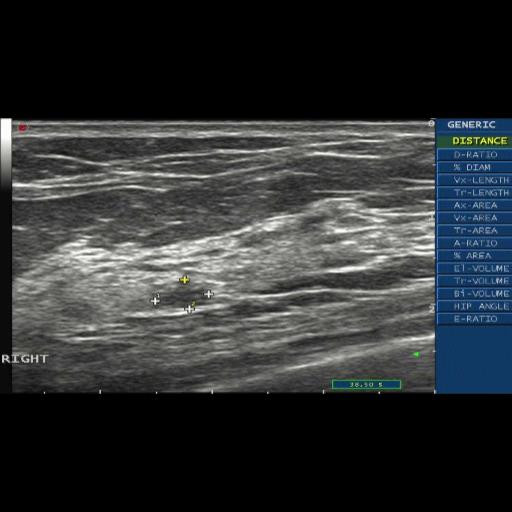 GENERIC
DISTANCE
D-RATIO
% DIAM
Vx-LENGTH
Tr-LENGTH
Ax-AREA
Vx-AREA
Tr-AREA
A-RATIO
% AREA
El-VOLUME
Tr-VOLUME
Bi-VOLUME
HIP ANGLE
E-RATIO
RIGHT
38.50 s